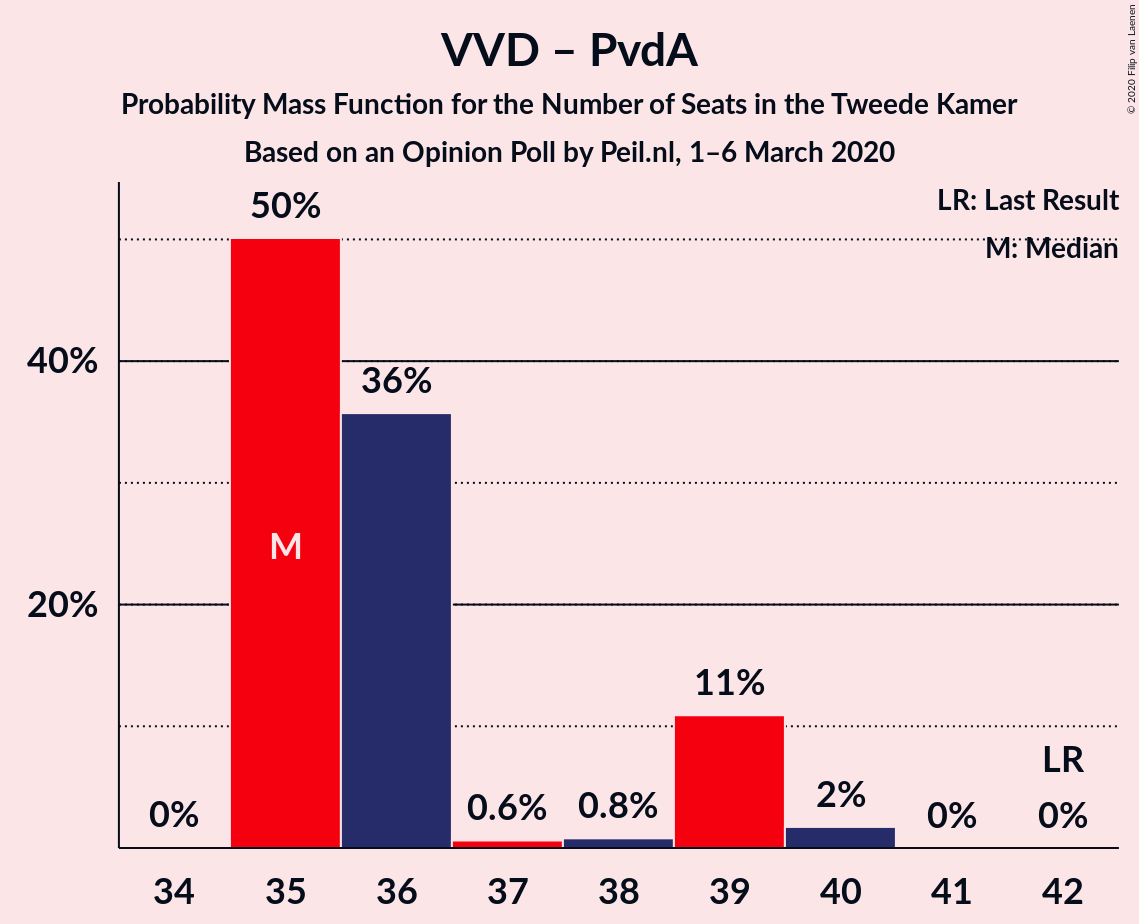 VVD – PvdA
Probability Mass Function for the Number of Seats in the Tweede Kamer
Based on an Opinion Poll by Peil.nl, 1–6 March 2020
© 2020 Filip van Laenen
LR: Last Result
M: Median
40%
20%
0%
50%
M
36%
0.6%
0.8%
11%
2%
0%
LR
0%
34 35 36 37 38 39 40 41 42